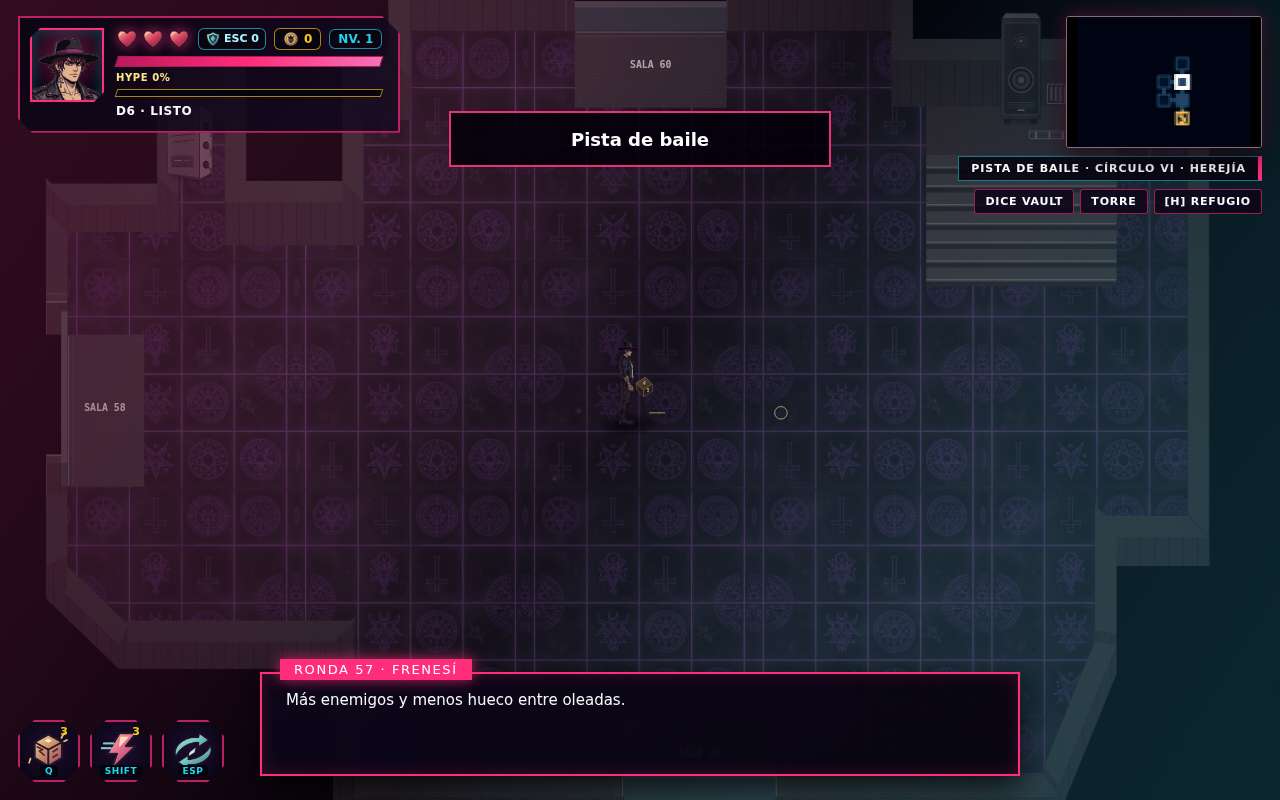 ESC 0
0
NV. 1
HYPE 0%
D6 · LISTO
SALA 60
Pista de baile
PISTA DE BAILE · CÍRCULO VI · HEREJÍA
DICE VAULT
TORRE
[H] REFUGIO
SALA 58
RONDA 57 · FRENESÍ
Más enemigos y menos hueco entre oleadas.
3
Q
3
SHIFT
ESP